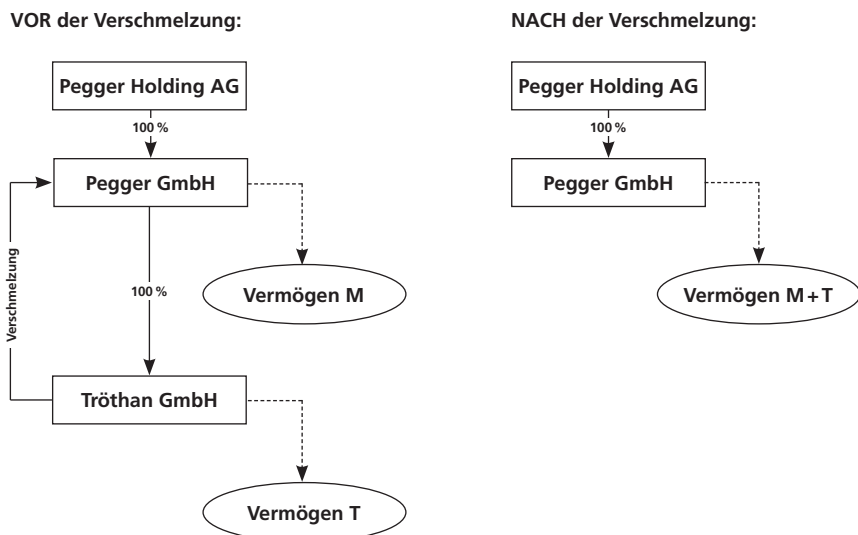 VOR der Verschmelzung:
Pegger Holding AG
100 %
Pegger GmbH
Verschmelzung
100 %
Vermögen M
Tröthan GmbH
Vermögen T
NACH der Verschmelzung:
Pegger Holding AG
100 %
Pegger GmbH
Vermögen M + T